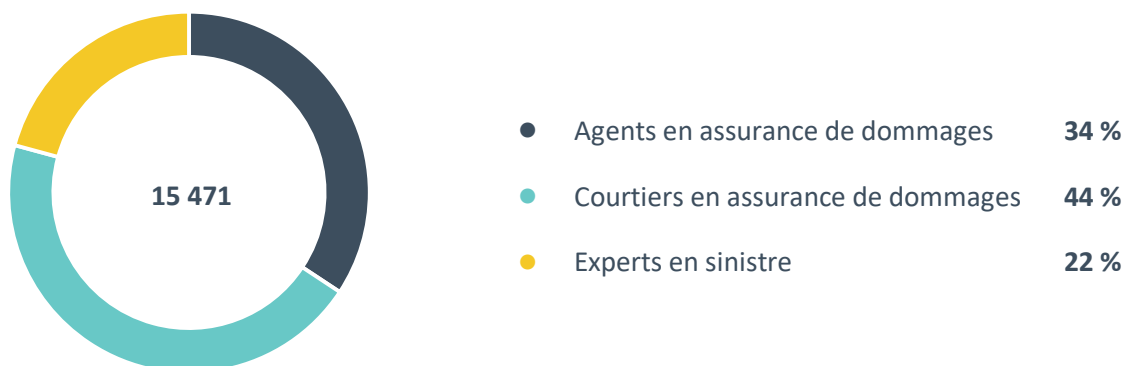 15 471
Agents en assurance de dommages 34 %
Courtiers en assurance de dommages 44 %
Experts en sinistre 22 %